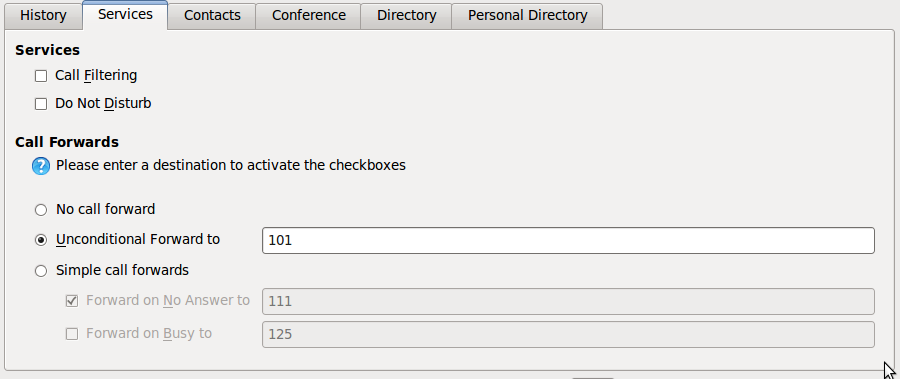 History Services Contacts Conference Directory Personal Directory
Services
Call Filtering
Do Not Disturb
Call Forwards
? Please enter a destination to activate the checkboxes
No call forward
Unconditional Forward to 101
Simple call forwards
Forward on No Answer to 111
Forward on Busy to 125